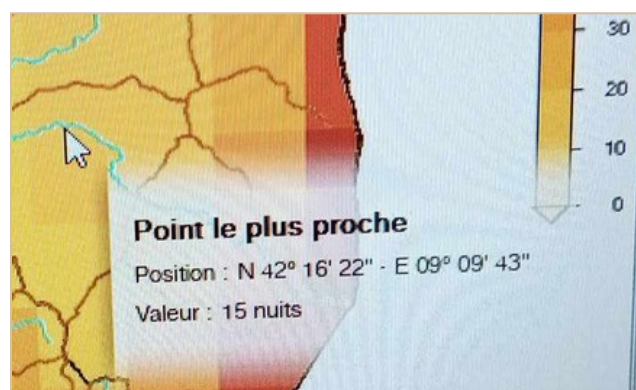 30
20
10
0
Point le plus proche
Position : N 42° 16' 22" - E 09° 09' 43"
Valeur : 15 nuits